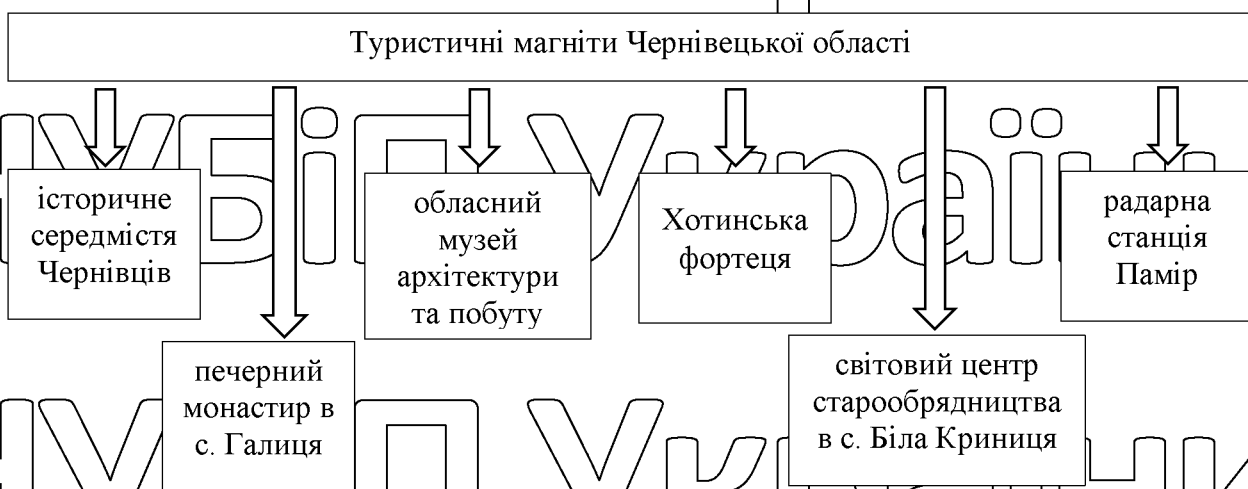 Туристичні магніти Чернівецької області
історичне
середмістя
Чернівців
печерний
монастир в
с. Галиця
обласний
музей
архітектури
та побуту
Хотинська
фортеця
світовий центр
старообрядництва
в с. Біла Криниця
радарна
станція
Памір